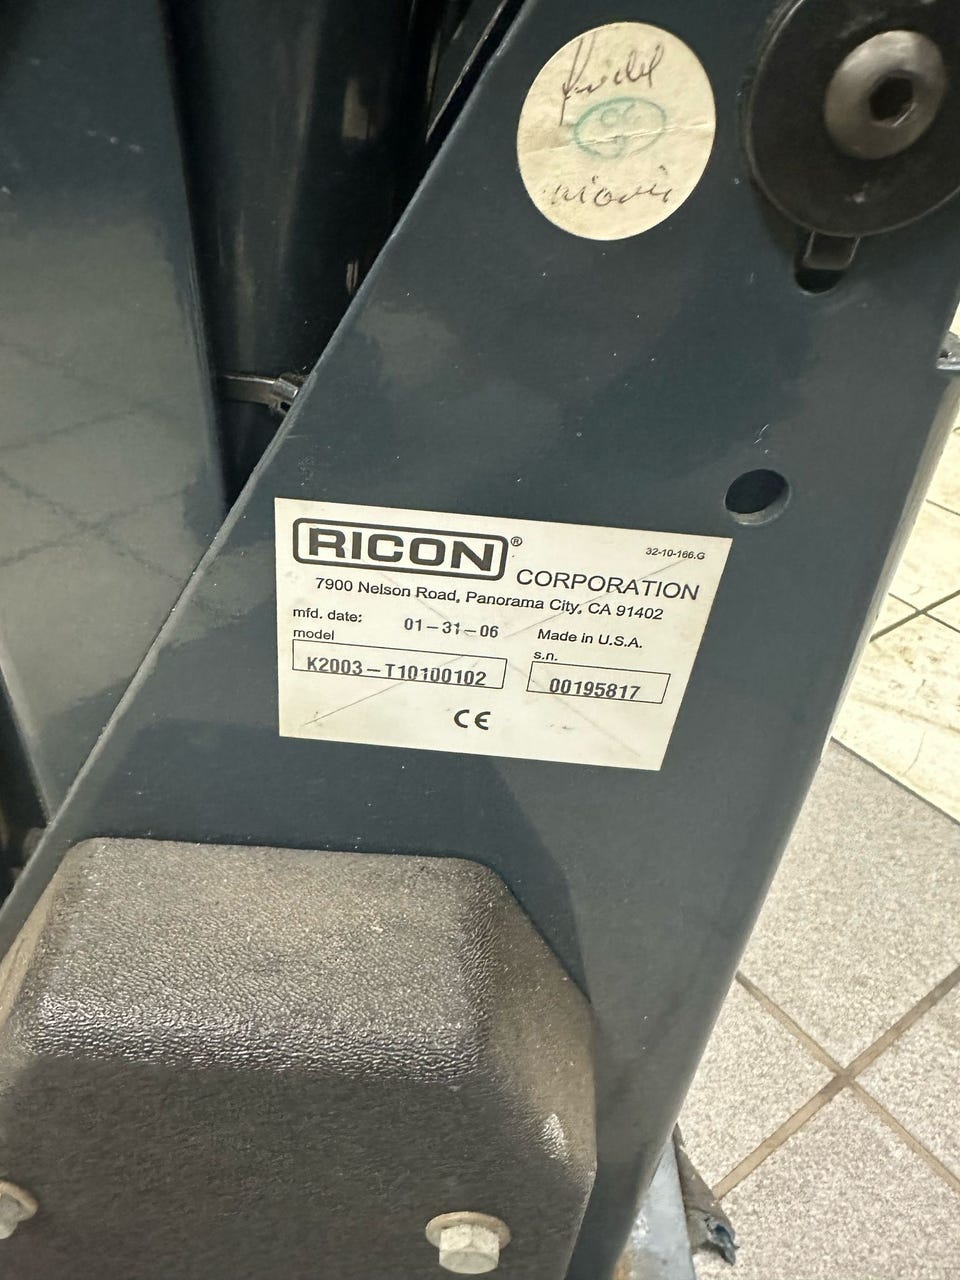 RICON®
32-10-166.G
CORPORATION
7900 Nelson Road, Panorama City, CA 91402
mfd. date: 01-31-06 Made in U.S.A.
model s.n.
K2003-T10100102 00195817
CE